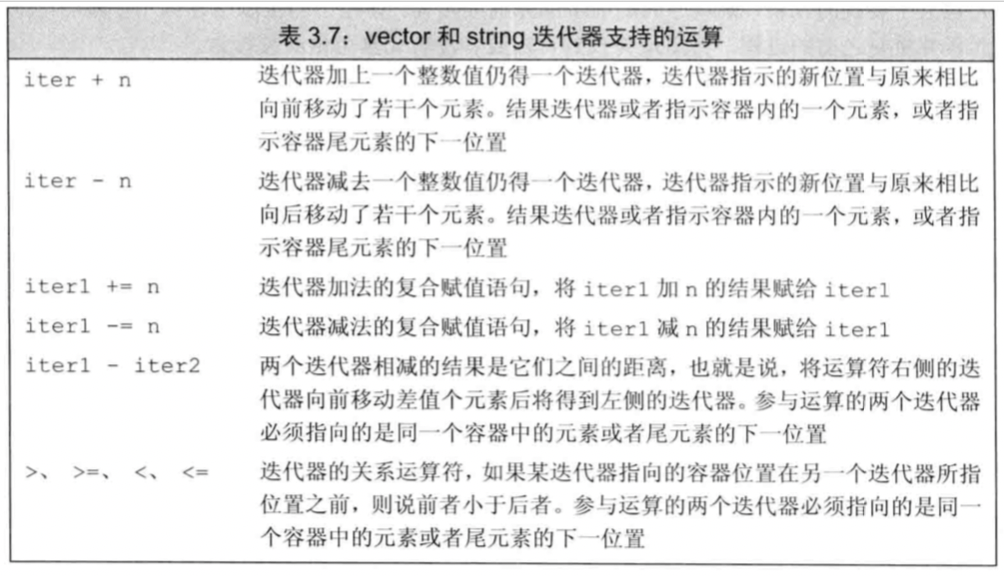 表 3.7：vector 和 string 迭代器支持的运算
iter + n 迭代器加上一个整数值仍得一个迭代器，迭代器指示的新位置与原来相比
向前移动了若干个元素。结果迭代器或者指示容器内的一个元素，或者指
示容器尾元素的下一位置
iter - n 迭代器减去一个整数值仍得一个迭代器，迭代器指示的新位置与原来相比
向后移动了若干个元素。结果迭代器或者指示容器内的一个元素，或者指
示容器尾元素的下一位置
iter1 += n 迭代器加法的复合赋值语句，将 iter1 加 n 的结果赋给 iter1
iter1 -= n 迭代器减法的复合赋值语句，将 iter1 减 n 的结果赋给 iter1
iter1 - iter2 两个迭代器相减的结果是它们之间的距离，也就是说，将运算符右侧的迭
代器向前移动差值个元素后将得到左侧的迭代器。参与运算的两个迭代器
必须指向的是同一个容器中的元素或者尾元素的下一位置
>、 >=、 <、 <= 迭代器的关系运算符，如果某迭代器指向的容器位置在另一个迭代器所指
位置之前，则说前者小于后者。参与运算的两个迭代器必须指向的是同一
个容器中的元素或者尾元素的下一位置